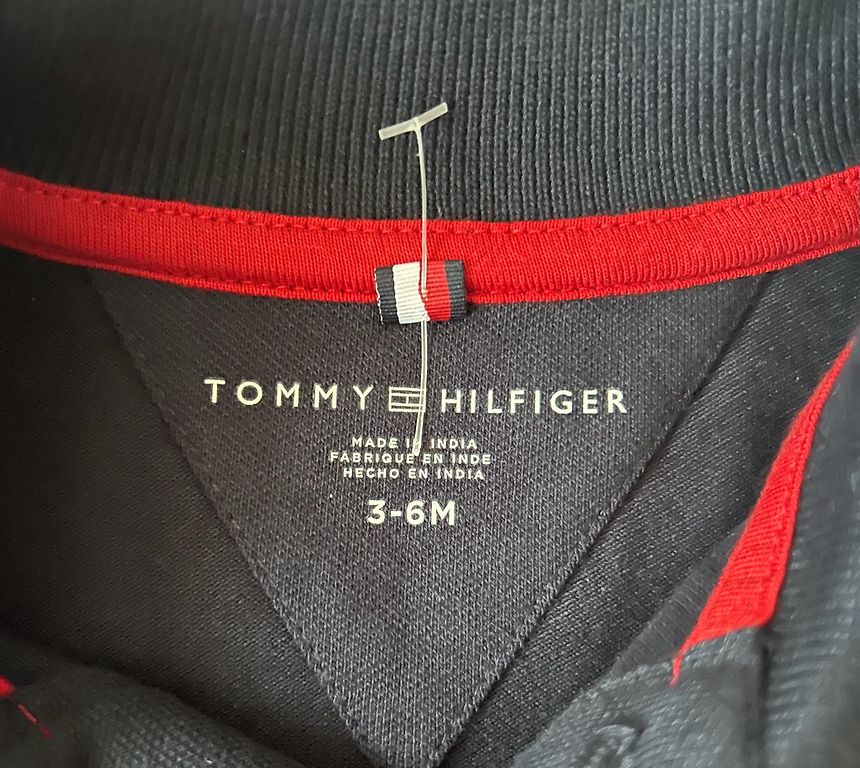 TOMMY HILFIGER
MADE IN INDIA
FABRIQUE EN INDE
HECHO EN INDIA
3-6M